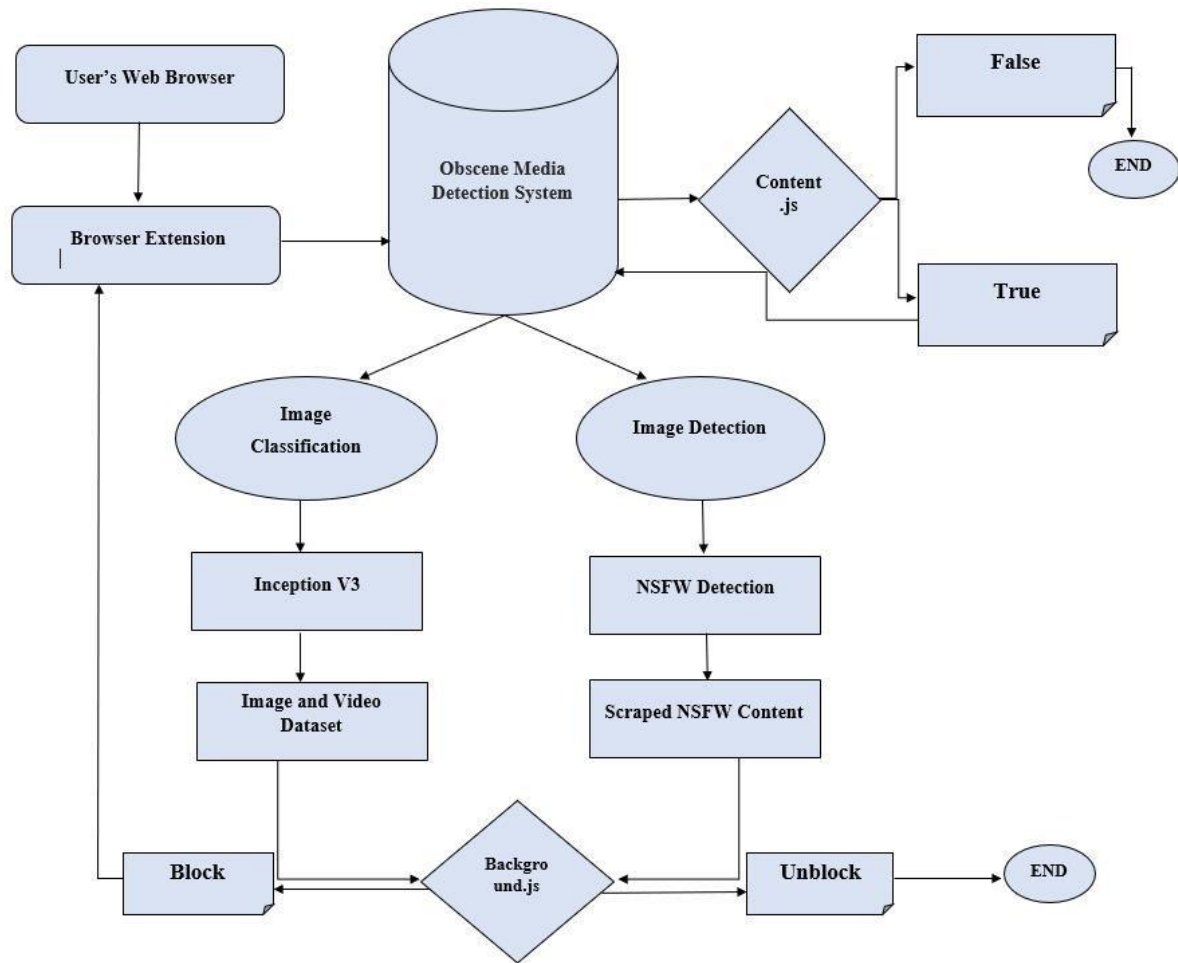 User's Web Browser
False
END
Obscene Media
Detection System
Content
.js
Browser Extension
True
Image
Classification
Image Detection
Inception V3
NSFW Detection
Image and Video
Dataset
Scraped NSFW Content
Block
Backgro
und.js
Unblock
END